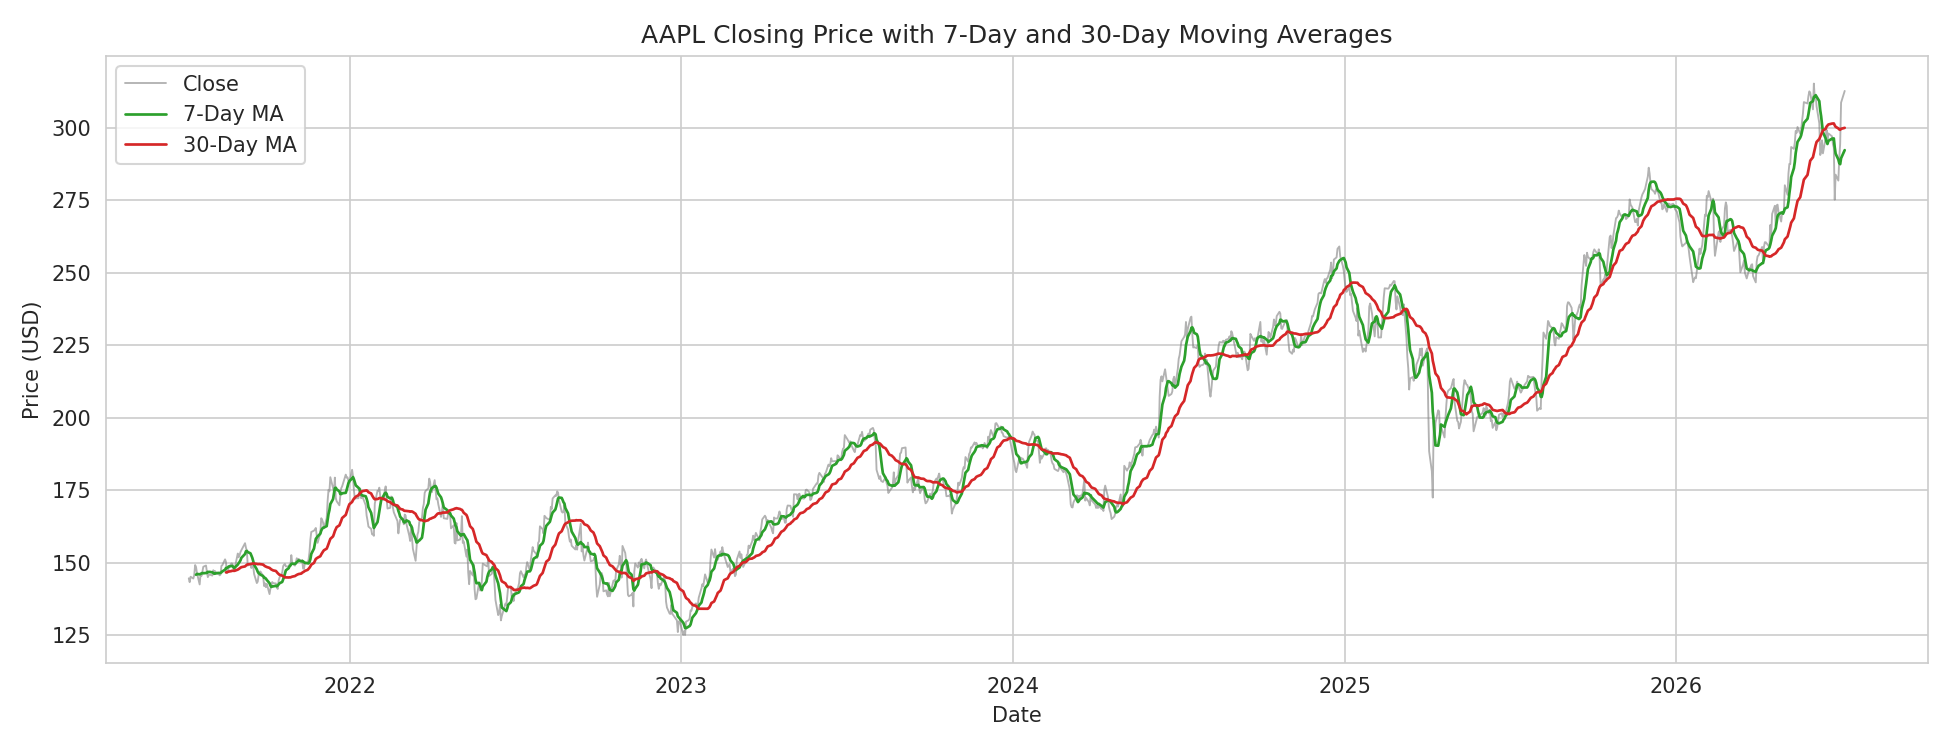 AAPL Closing Price with 7-Day and 30-Day Moving Averages
Close
7-Day MA
30-Day MA
Price (USD)
300
275
250
225
200
175
150
125
2022
2023
2024
2025
2026
Date